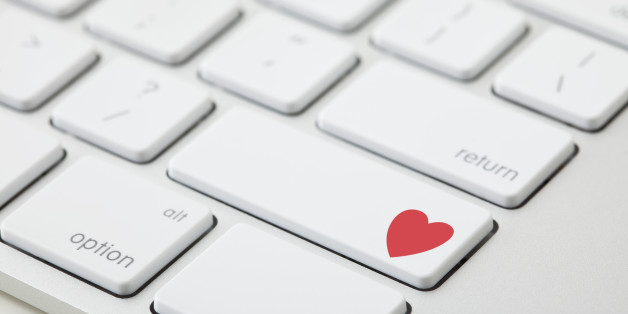 ?
/
return
alt
option